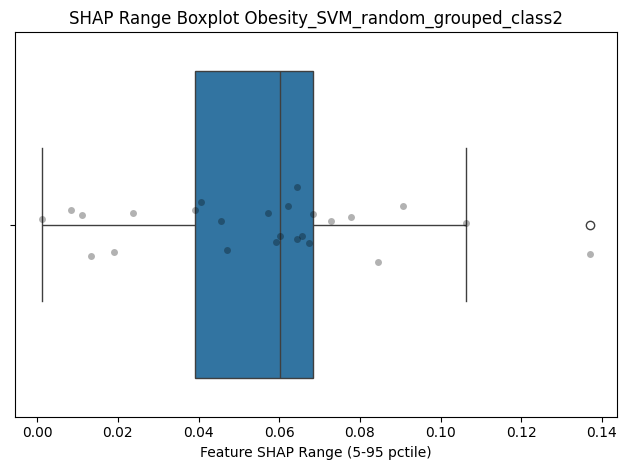 SHAP Range Boxplot Obesity_SVM_random_grouped_class2
0.00 0.02 0.04 0.06 0.08 0.10 0.12 0.14
Feature SHAP Range (5-95 pctile)